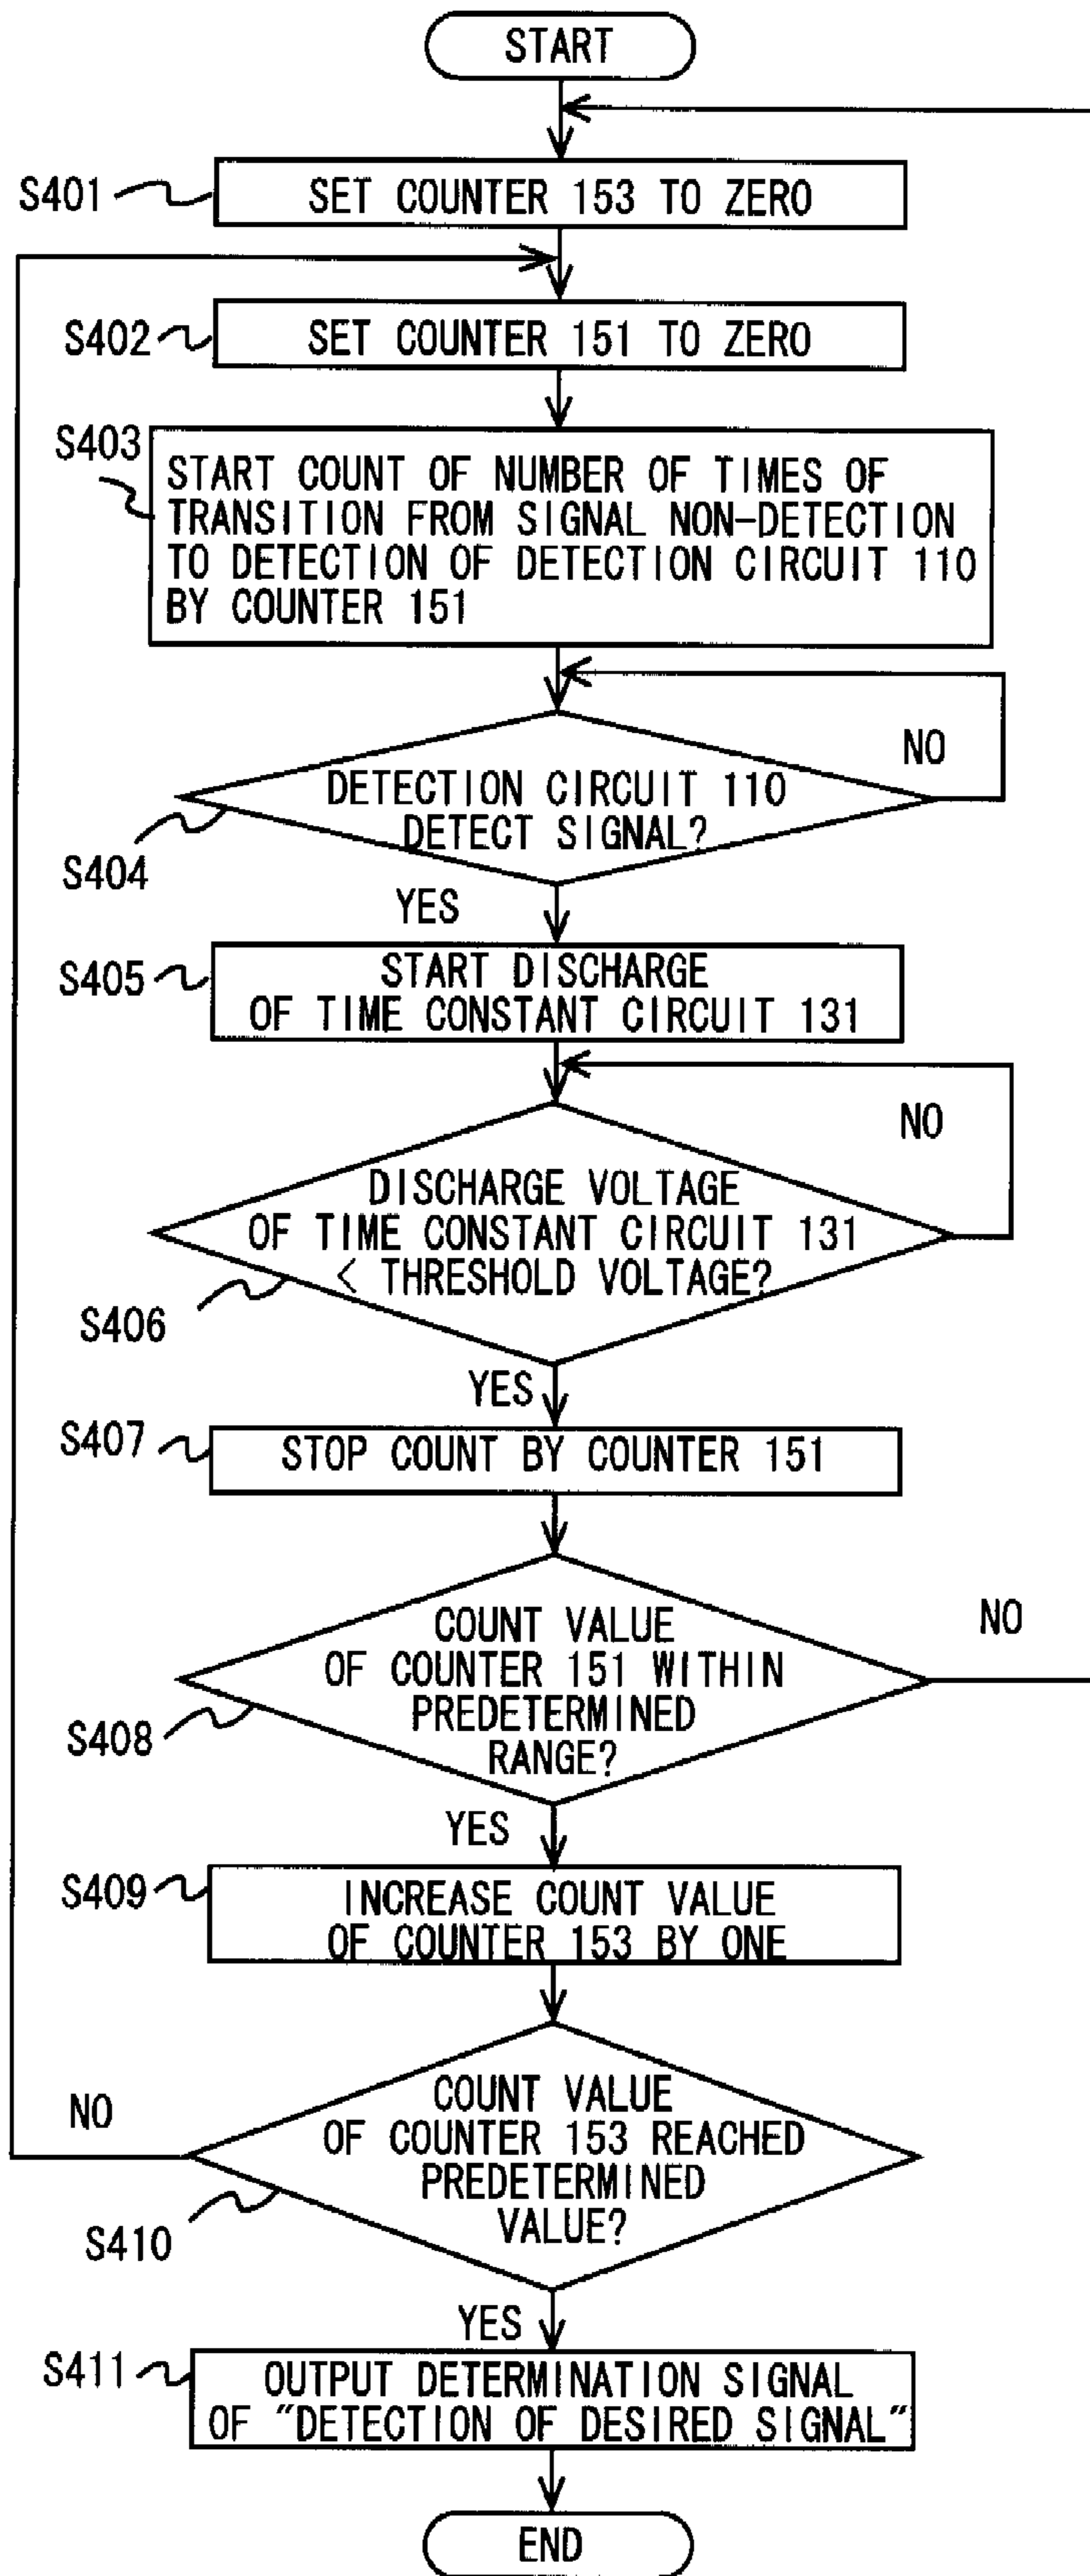 START
S401
SET COUNTER 153 TO ZERO
S402
SET COUNTER 151 TO ZERO
S403
START COUNT OF NUMBER OF TIMES OF
TRANSITION FROM SIGNAL NON-DETECTION
TO DETECTION OF DETECTION CIRCUIT 110
BY COUNTER 151
NO
DETECTION CIRCUIT 110
DETECT SIGNAL?
S404
YES
S405
START DISCHARGE
OF TIME CONSTANT CIRCUIT 131
NO
DISCHARGE VOLTAGE
OF TIME CONSTANT CIRCUIT 131
< THRESHOLD VOLTAGE?
S406
YES
S407
STOP COUNT BY COUNTER 151
NO
COUNT VALUE
OF COUNTER 151 WITHIN
PREDETERMINED
RANGE?
S408
YES
S409
INCREASE COUNT VALUE
OF COUNTER 153 BY ONE
NO
COUNT VALUE
OF COUNTER 153 REACHED
PREDETERMINED
VALUE?
S410
YES
S411
OUTPUT DETERMINATION SIGNAL
OF "DETECTION OF DESIRED SIGNAL"
END